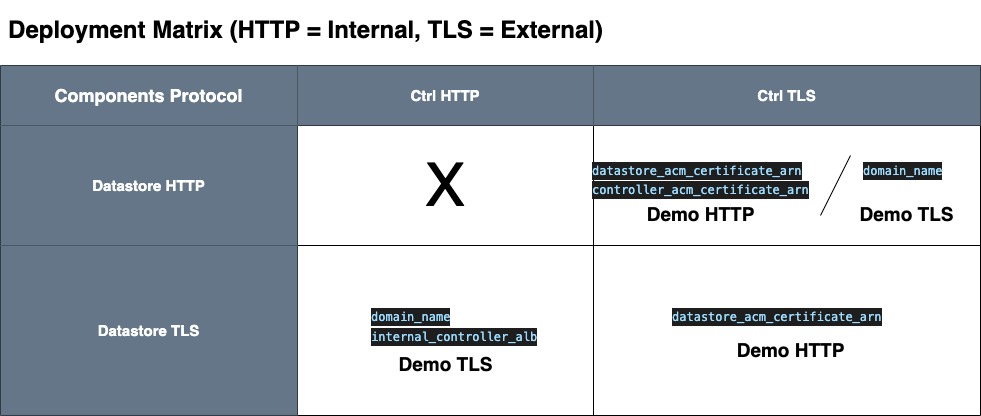 Deployment Matrix (HTTP = Internal, TLS = External)
Components Protocol
Ctrl HTTP
Ctrl TLS
Datastore HTTP
X
datastore_acm_certificate_arn
controller_acm_certificate_arn
Demo HTTP
/
domain_name
Demo TLS
Datastore TLS
domain_name
internal_controller_alb
Demo TLS
datastore_acm_certificate_arn
Demo HTTP